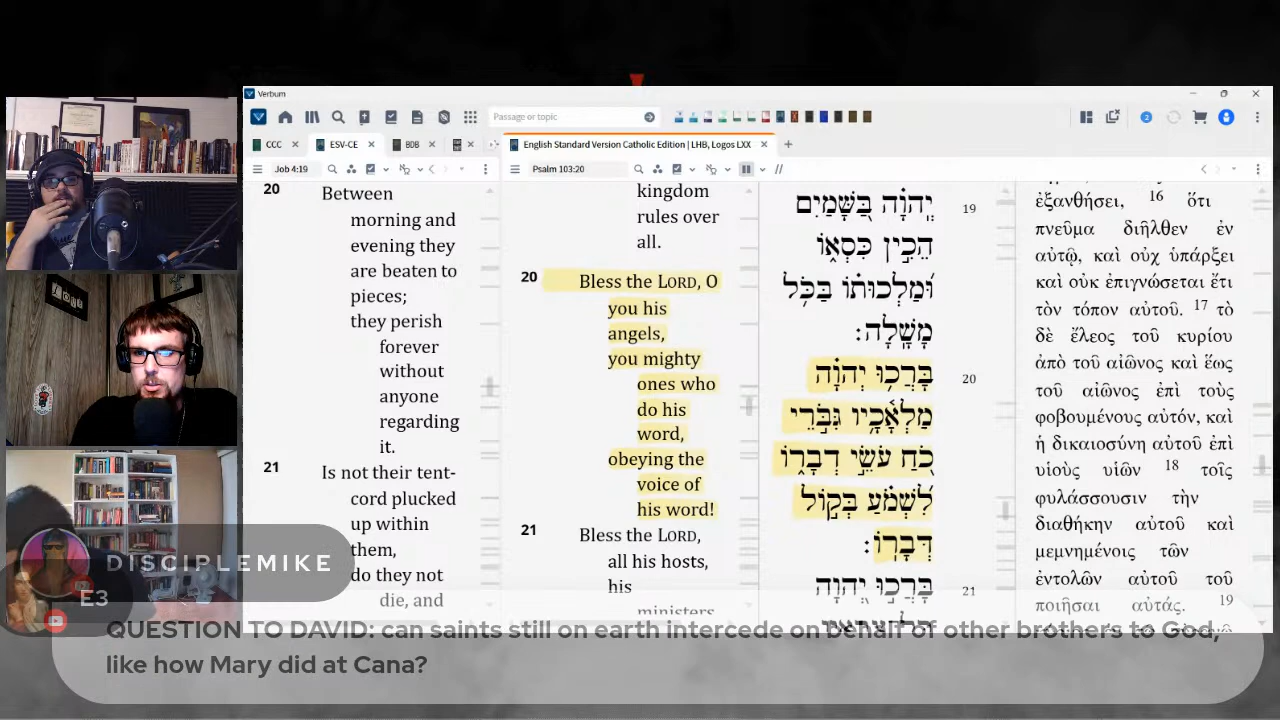 Verbum
Passage or topic
CCC
ESV-CE
BDB
English Standard Version Catholic Edition | LHB, Logos LXX
Job 4:19
Psalm 103:20
20 Between
morning and
evening they
are beaten to
pieces;
they perish
forever
without
anyone
regarding
it.
21 Is not their tent-
cord plucked
up within
them,
do they not
die, and
kingdom
rules over
all.
20 Bless the LORD, O
you his
angels,
you mighty
ones who
do his
word,
obeying the
voice of
his word!
21 Bless the LORD,
all his hosts,
his
ministers
19 יְֽהוָ֗ה בַּ֭שָּׁמַיִם
הֵכִ֣ין כִּסְא֑וֹ
וּ֝מַלְכוּת֗וֹ בַּכֹּ֥ל
מָשָֽׁלָה׃
20 בָּרֲכ֥וּ יְהוָ֗ה
מַלְאָ֫כָ֥יו גִּבֹּ֣רֵי
כֹ֭חַ עֹשֵׂ֣י דְבָר֑וֹ
לִ֝שְׁמֹ֗עַ בְּק֣וֹל
דְּבָרֽוֹ׃
21 בָּרֲכ֣וּ יְ֭הוָה
ἐξανθήσει, 16 ὅτι
πνεῦμα διῆλθεν ἐν
αὐτῷ, καὶ οὐχ ὑπάρξει
καὶ οὐκ ἐπιγνώσεται ἔτι
τὸν τόπον αὐτοῦ. 17 τὸ
δὲ ἔλεος τοῦ κυρίου
ἀπὸ τοῦ αἰῶνος καὶ ἕως
τοῦ αἰῶνος ἐπὶ τοὺς
φοβουμένους αὐτόν, καὶ
ἡ δικαιοσύνη αὐτοῦ ἐπὶ
υἱοὺς υἱῶν 18 τοῖς
φυλάσσουσιν την
διαθήκην αὐτοῦ καὶ
μεμνημένοις τῶν
ἐντολῶν αὐτοῦ τοῦ
ποιῆσαι αὐτάς. 19
DISCIPLEMIKE
E3
QUESTION TO DAVID: can saints still on earth intercede on behalf of other brothers to God,
like how Mary did at Cana?